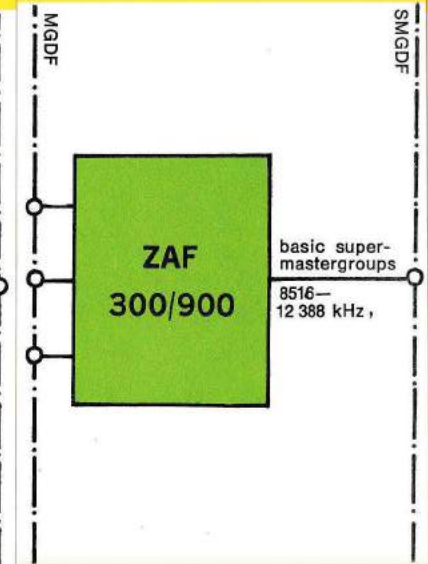 MGDF
SMGDF
ZAF
300/900
basic super-
mastergroups
8516—
12 388 kHz,